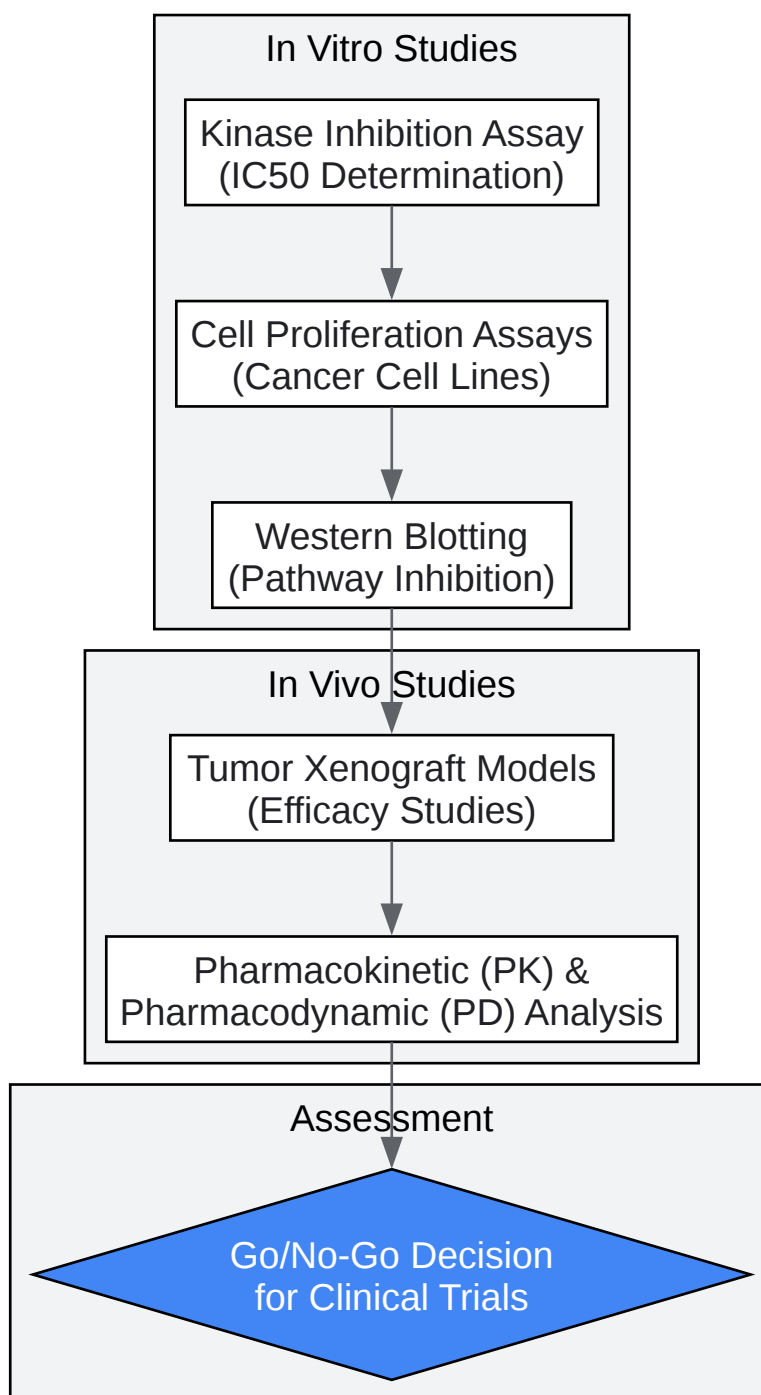 In Vitro Studies
Kinase Inhibition Assay
(IC50 Determination)
Cell Proliferation Assays
(Cancer Cell Lines)
Western Blotting
(Pathway Inhibition)
In Vivo Studies
Tumor Xenograft Models
(Efficacy Studies)
Pharmacokinetic (PK) &
Pharmacodynamic (PD) Analysis
Assessment
Go/No-Go Decision
for Clinical Trials